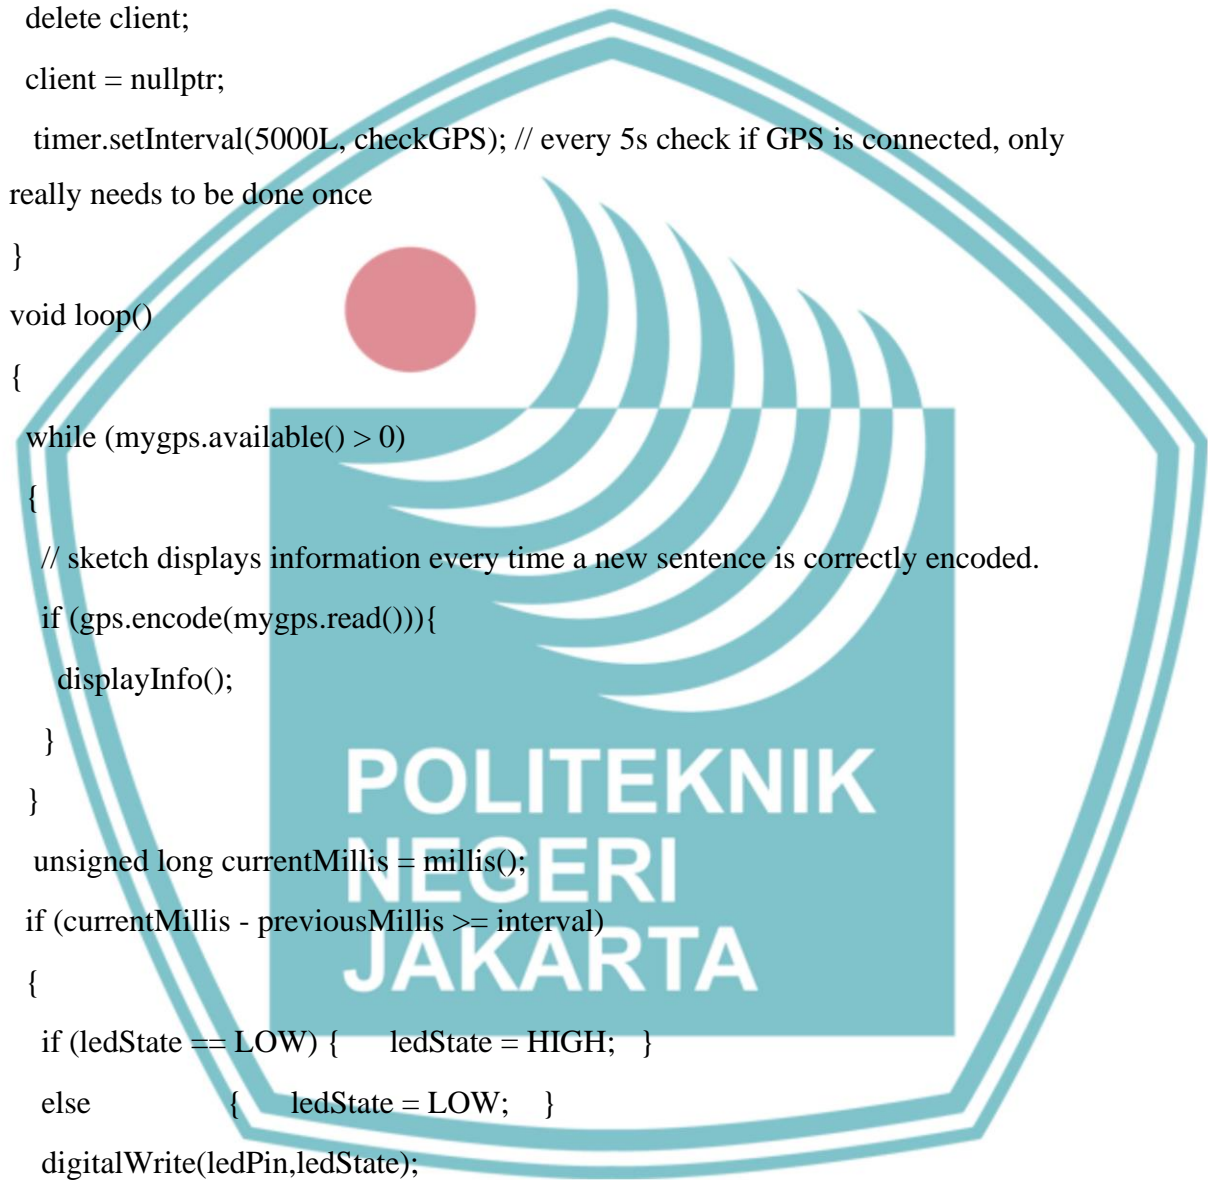 delete client;
client = nullptr;
timer.setInterval(5000L, checkGPS); // every 5s check if GPS is connected, only
really needs to be done once
}
void loop()
{
while (mygps.available() > 0)
{
// sketch displays information every time a new sentence is correctly encoded.
if (gps.encode(mygps.read())){
displayInfo();
}
}
unsigned long currentMillis = millis();
if (currentMillis - previousMillis >= interval)
{
if (ledState == LOW) { ledState = HIGH; }
else { ledState = LOW; }
digitalWrite(ledPin,ledState);
POLITEKNIK
NEGERI
JAKARTA